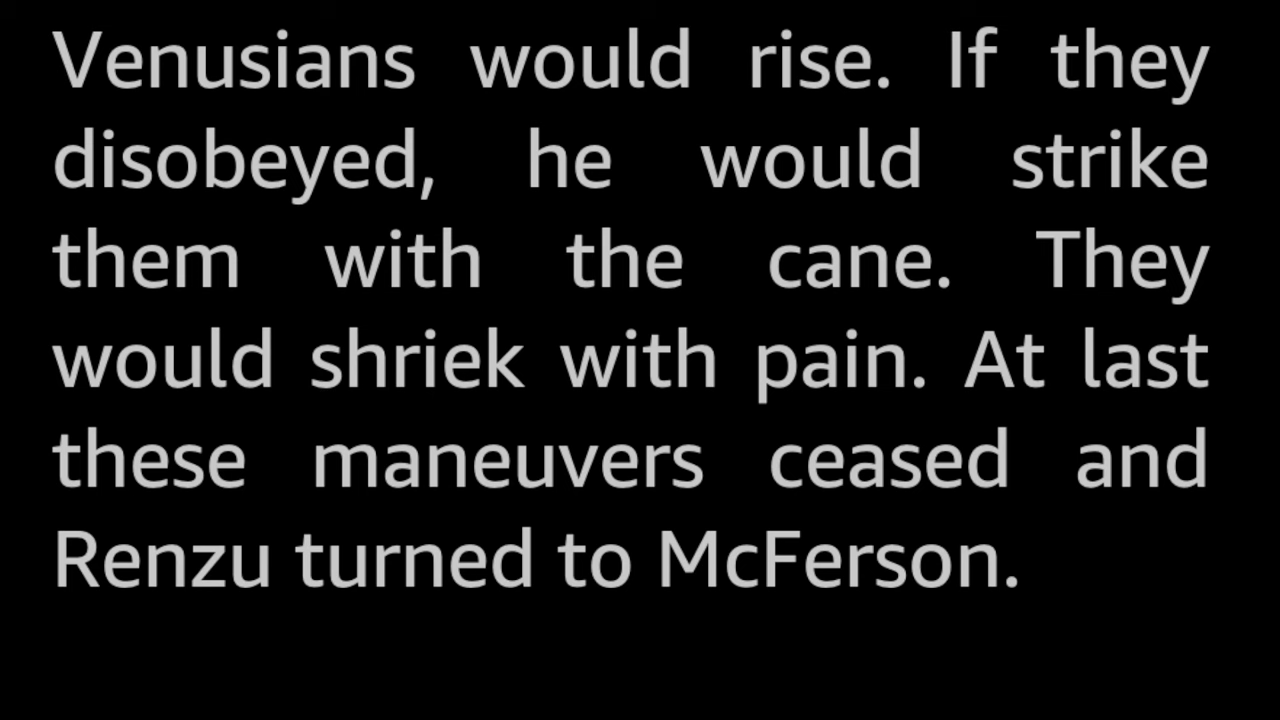 Venusians would rise. If they
disobeyed, he would strike
them with the cane. They
would shriek with pain. At last
these maneuvers ceased and
Renzu turned to McFerson.